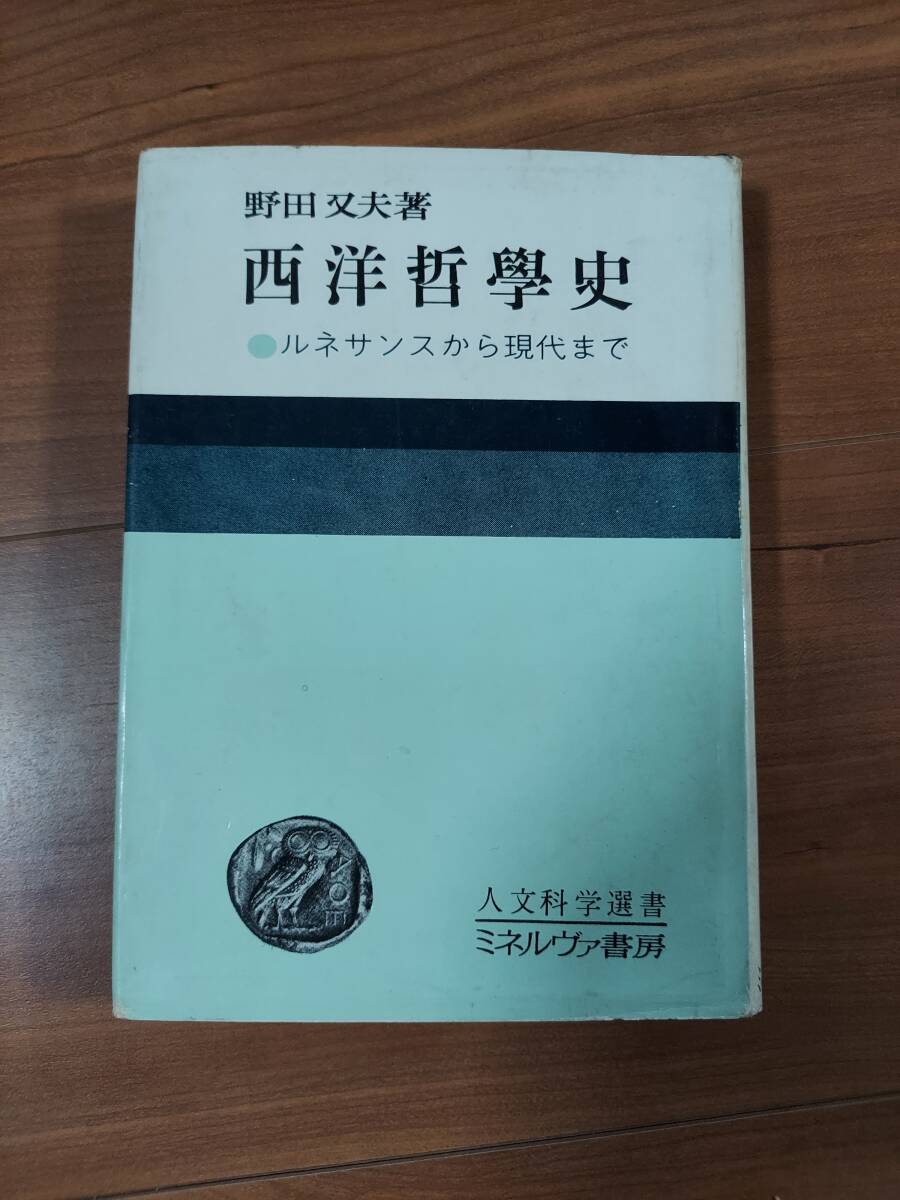 野田又夫著
西洋哲學史
ルネサンスから現代まで
人文科学選書
ミネルヴァ書房